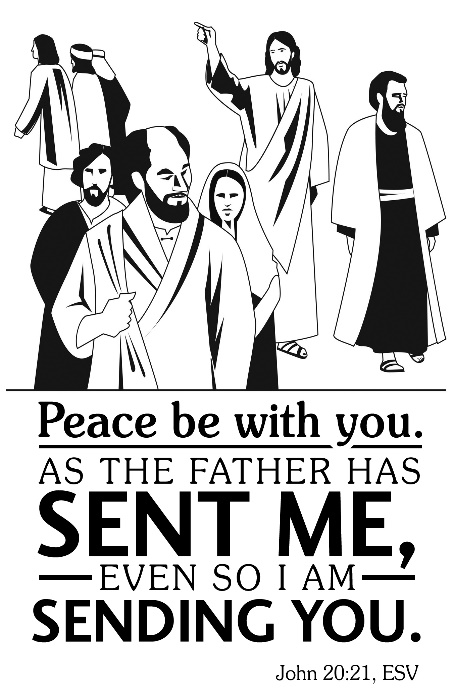 Peace be with you.
AS THE FATHER HAS
SENT ME,
EVEN SO I AM
SENDING YOU.
John 20:21, ESV